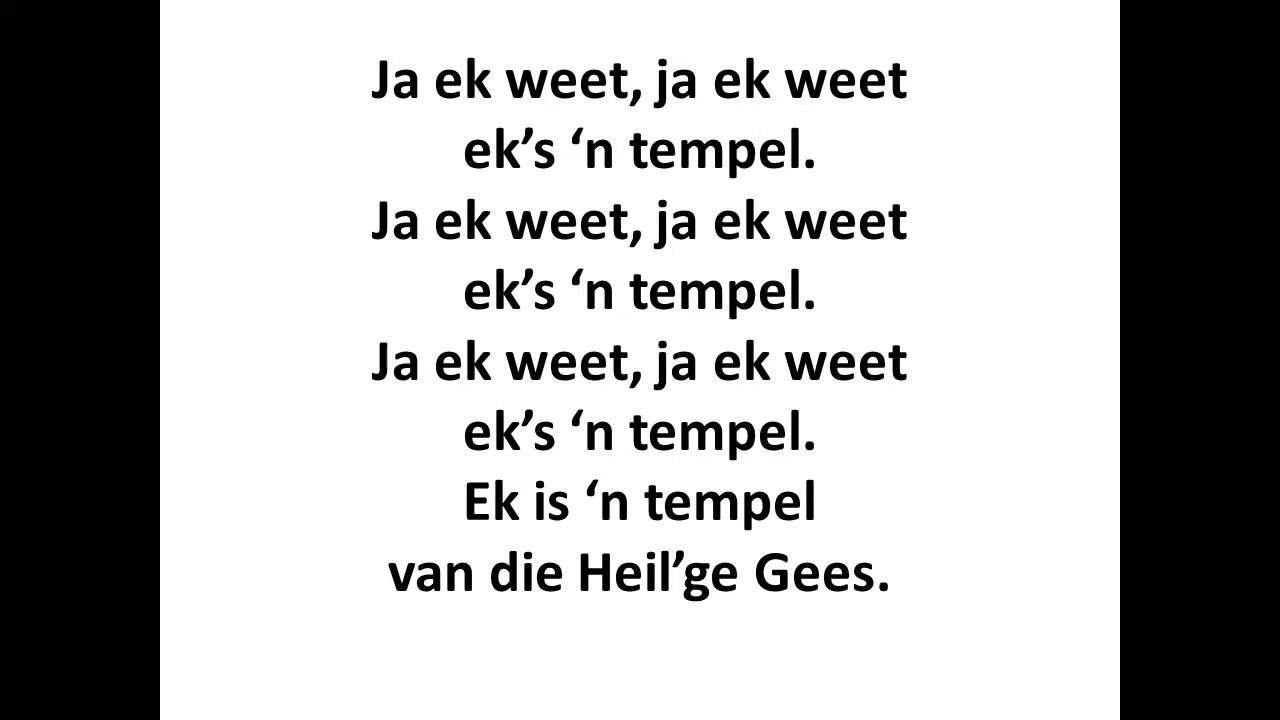 Ja ek weet, ja ek weet
ek’s ‘n tempel.
Ja ek weet, ja ek weet
ek’s ‘n tempel.
Ja ek weet, ja ek weet
ek’s ‘n tempel.
Ek is ‘n tempel
van die Heil’ge Gees.